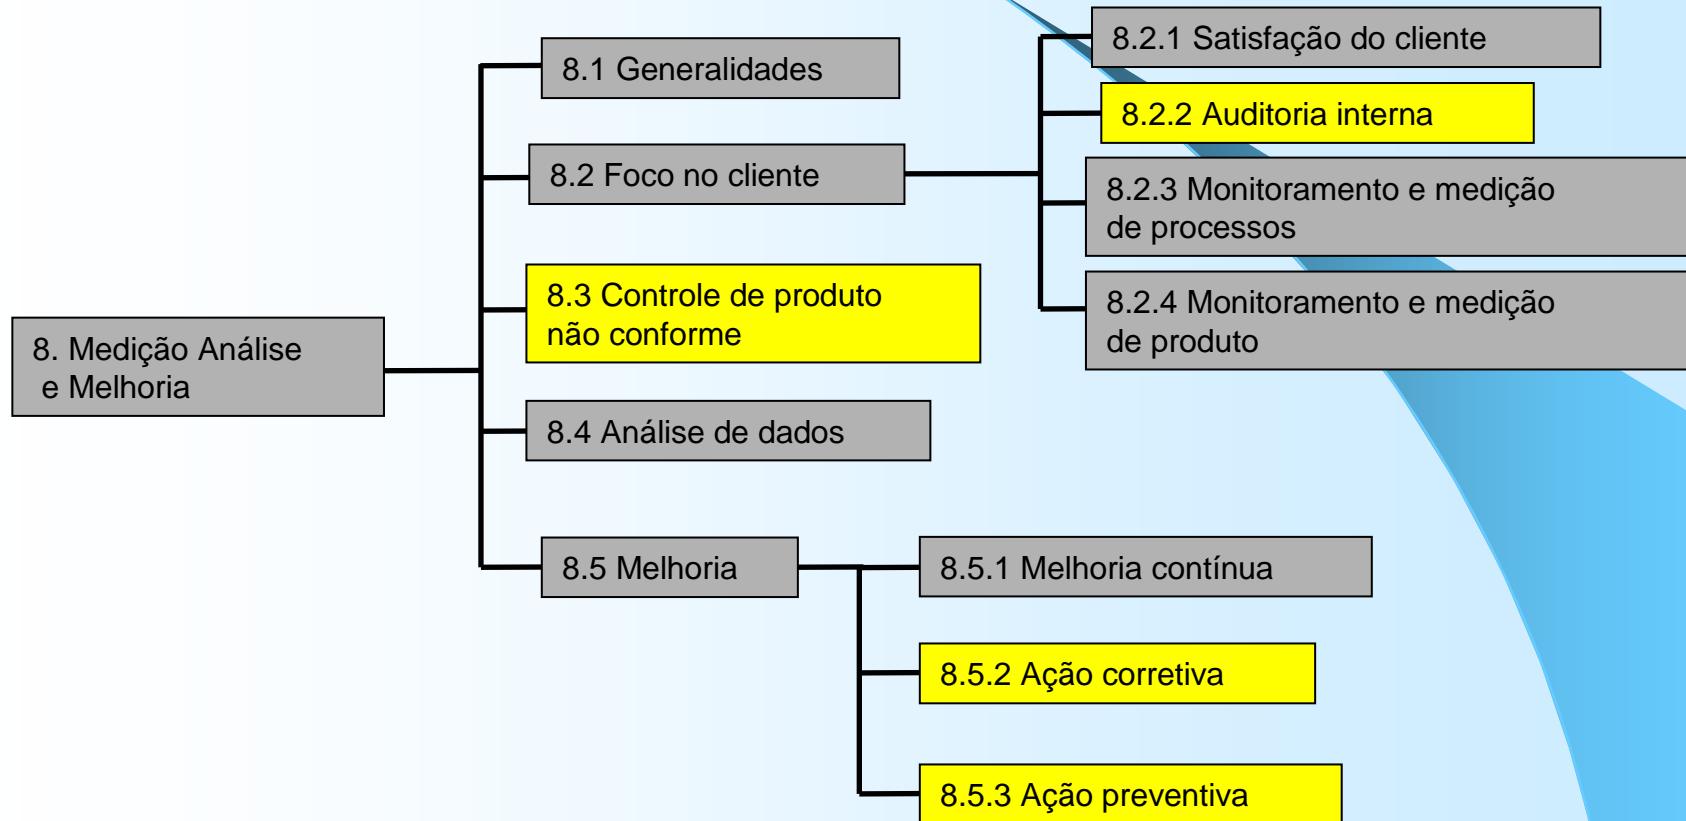 8. Medição Análise
e Melhoria
8.1 Generalidades
8.2 Foco no cliente
8.2.1 Satisfação do cliente
8.2.2 Auditoria interna
8.2.3 Monitoramento e medição
de processos
8.2.4 Monitoramento e medição
de produto
8.3 Controle de produto
não conforme
8.4 Análise de dados
8.5 Melhoria
8.5.1 Melhoria contínua
8.5.2 Ação corretiva
8.5.3 Ação preventiva